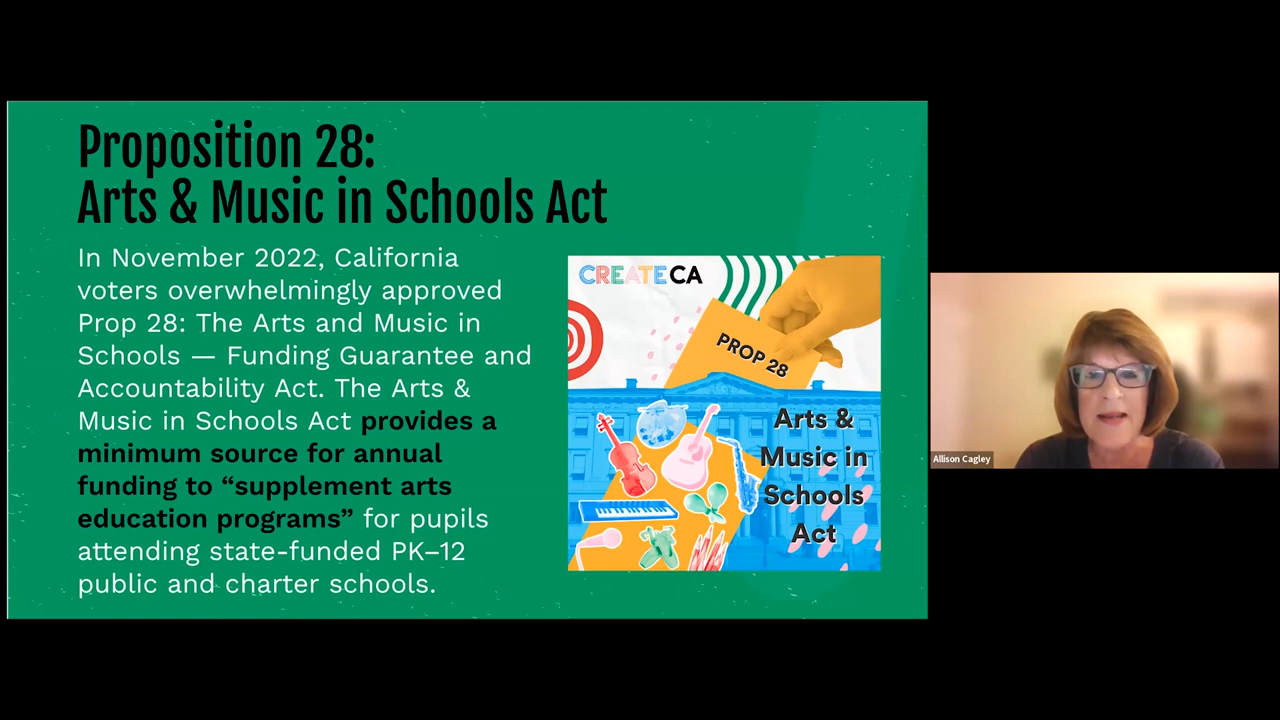 Proposition 28:
Arts & Music in Schools Act
In November 2022, California
voters overwhelmingly approved
Prop 28: The Arts and Music in
Schools — Funding Guarantee and
Accountability Act. The Arts &
Music in Schools Act provides a
minimum source for annual
funding to “supplement arts
education programs” for pupils
attending state-funded PK–12
public and charter schools.
CREATE CA
PROP 28
Arts &
Music in
Schools
Act
Allison Cagley